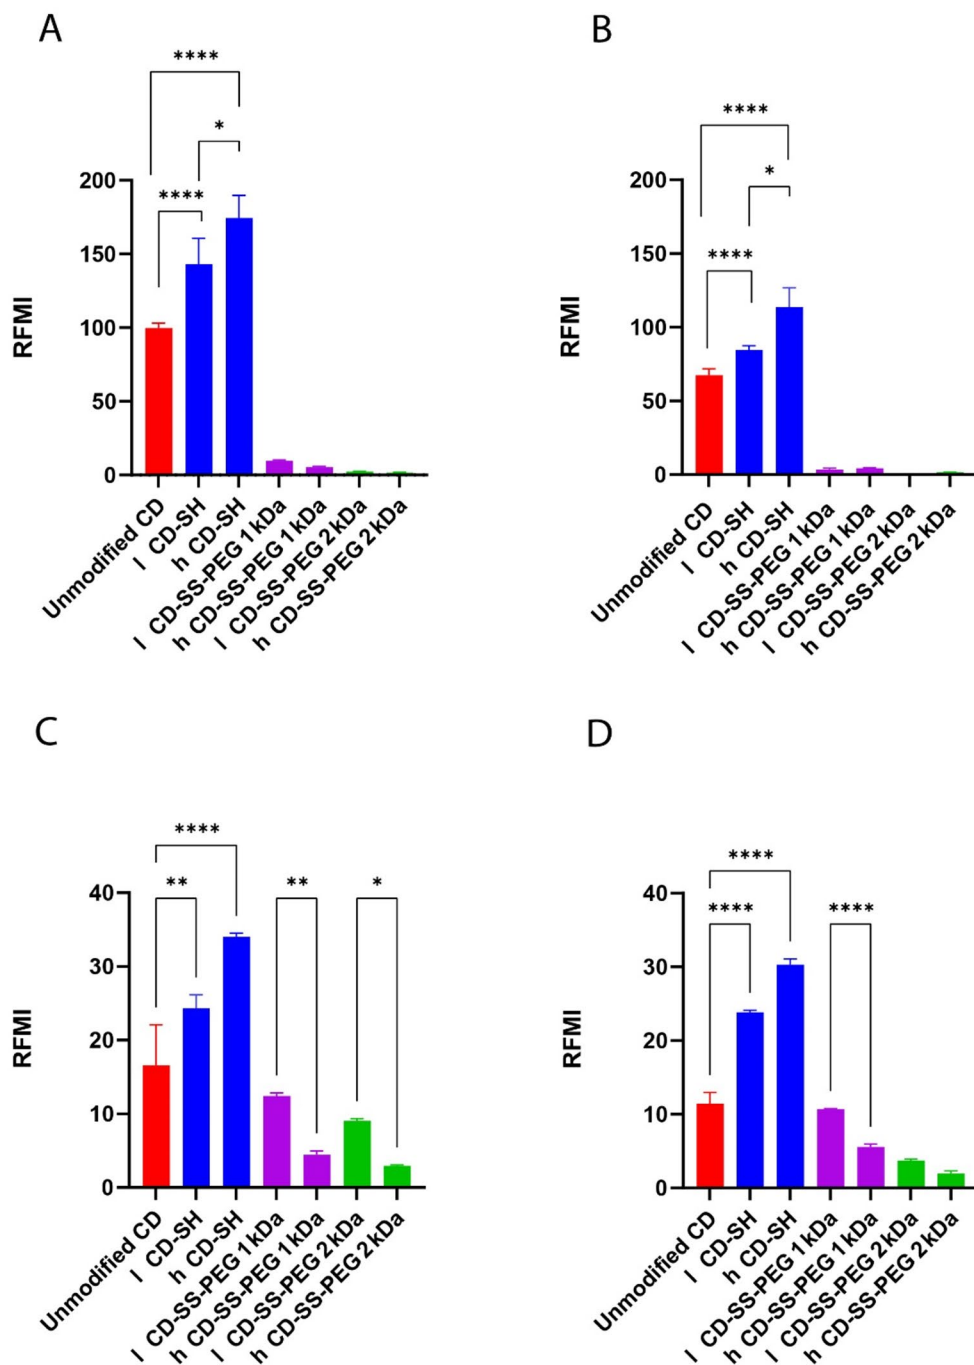 A
****
*
****
200
150
100
50
0
RFMI
Unmodified CD
l CD-SH
h CD-SH
l CD-SS-PEG 1 kDa
h CD-SS-PEG 1 kDa
l CD-SS-PEG 2 kDa
h CD-SS-PEG 2 kDa
B
****
*
****
200
150
100
50
0
RFMI
Unmodified CD
l CD-SH
h CD-SH
l CD-SS-PEG 1 kDa
h CD-SS-PEG 1 kDa
l CD-SS-PEG 2 kDa
h CD-SS-PEG 2 kDa
C
****
**
**
*
40
30
20
10
0
RFMI
Unmodified CD
l CD-SH
h CD-SH
l CD-SS-PEG 1 kDa
h CD-SS-PEG 1 kDa
l CD-SS-PEG 2 kDa
h CD-SS-PEG 2 kDa
D
****
****
****
40
30
20
10
0
RFMI
Unmodified CD
l CD-SH
h CD-SH
l CD-SS-PEG 1 kDa
h CD-SS-PEG 1 kDa
l CD-SS-PEG 2 kDa
h CD-SS-PEG 2 kDa